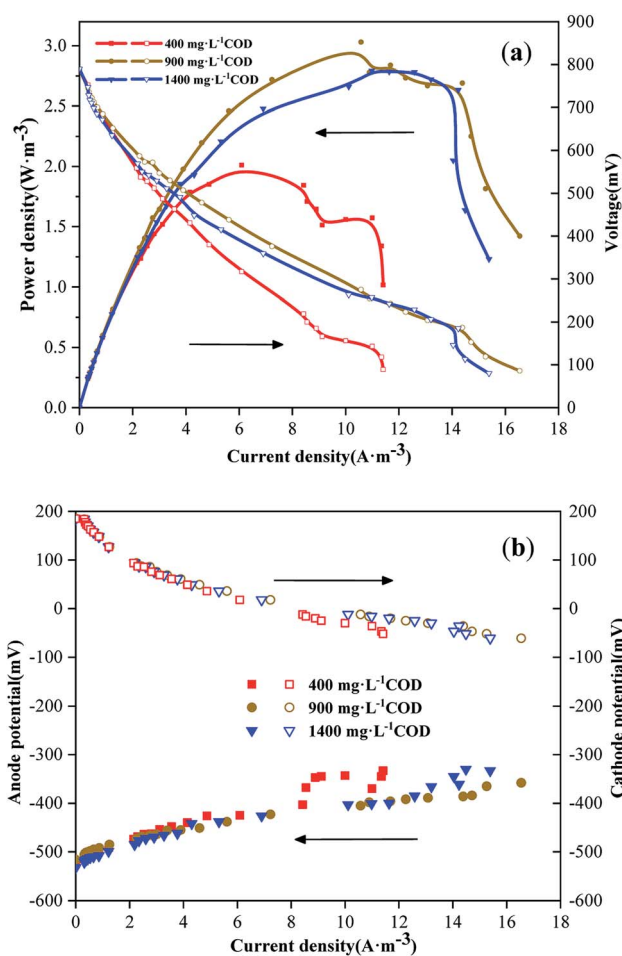 900
3.0
800
(a)
400 mg·L⁻¹COD
900 mg·L⁻¹COD
1400 mg·L⁻¹COD
2.5
700
600
2.0
500
1.5
400
1.0
300
200
0.5
100
0.0
0
Power density(W·m⁻³)
Voltage(mV)
0 2 4 6 8 10 12 14 16 18
Current density(A·m⁻³)
200
200
(b)
100
100
0
0
-100
-100
400 mg·L⁻¹COD
900 mg·L⁻¹COD
1400 mg·L⁻¹COD
-200
-200
-300
-300
-400
-400
-500
-500
-600
-600
Anode potential(mV)
Cathode potential(mV)
0 2 4 6 8 10 12 14 16 18
Current density(A·m⁻³)